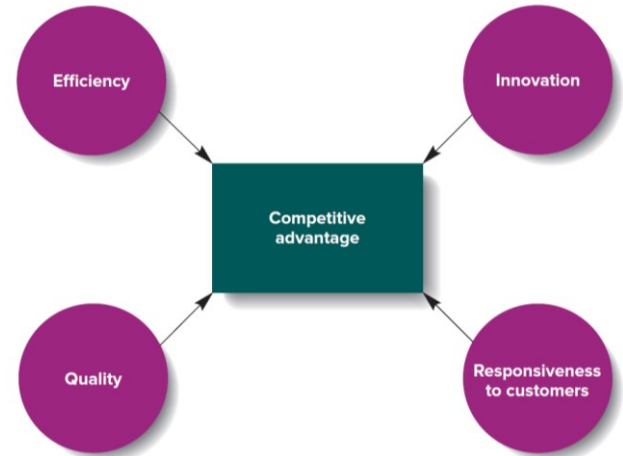 Efficiency
Innovation
Competitive
advantage
Quality
Responsiveness
to customers